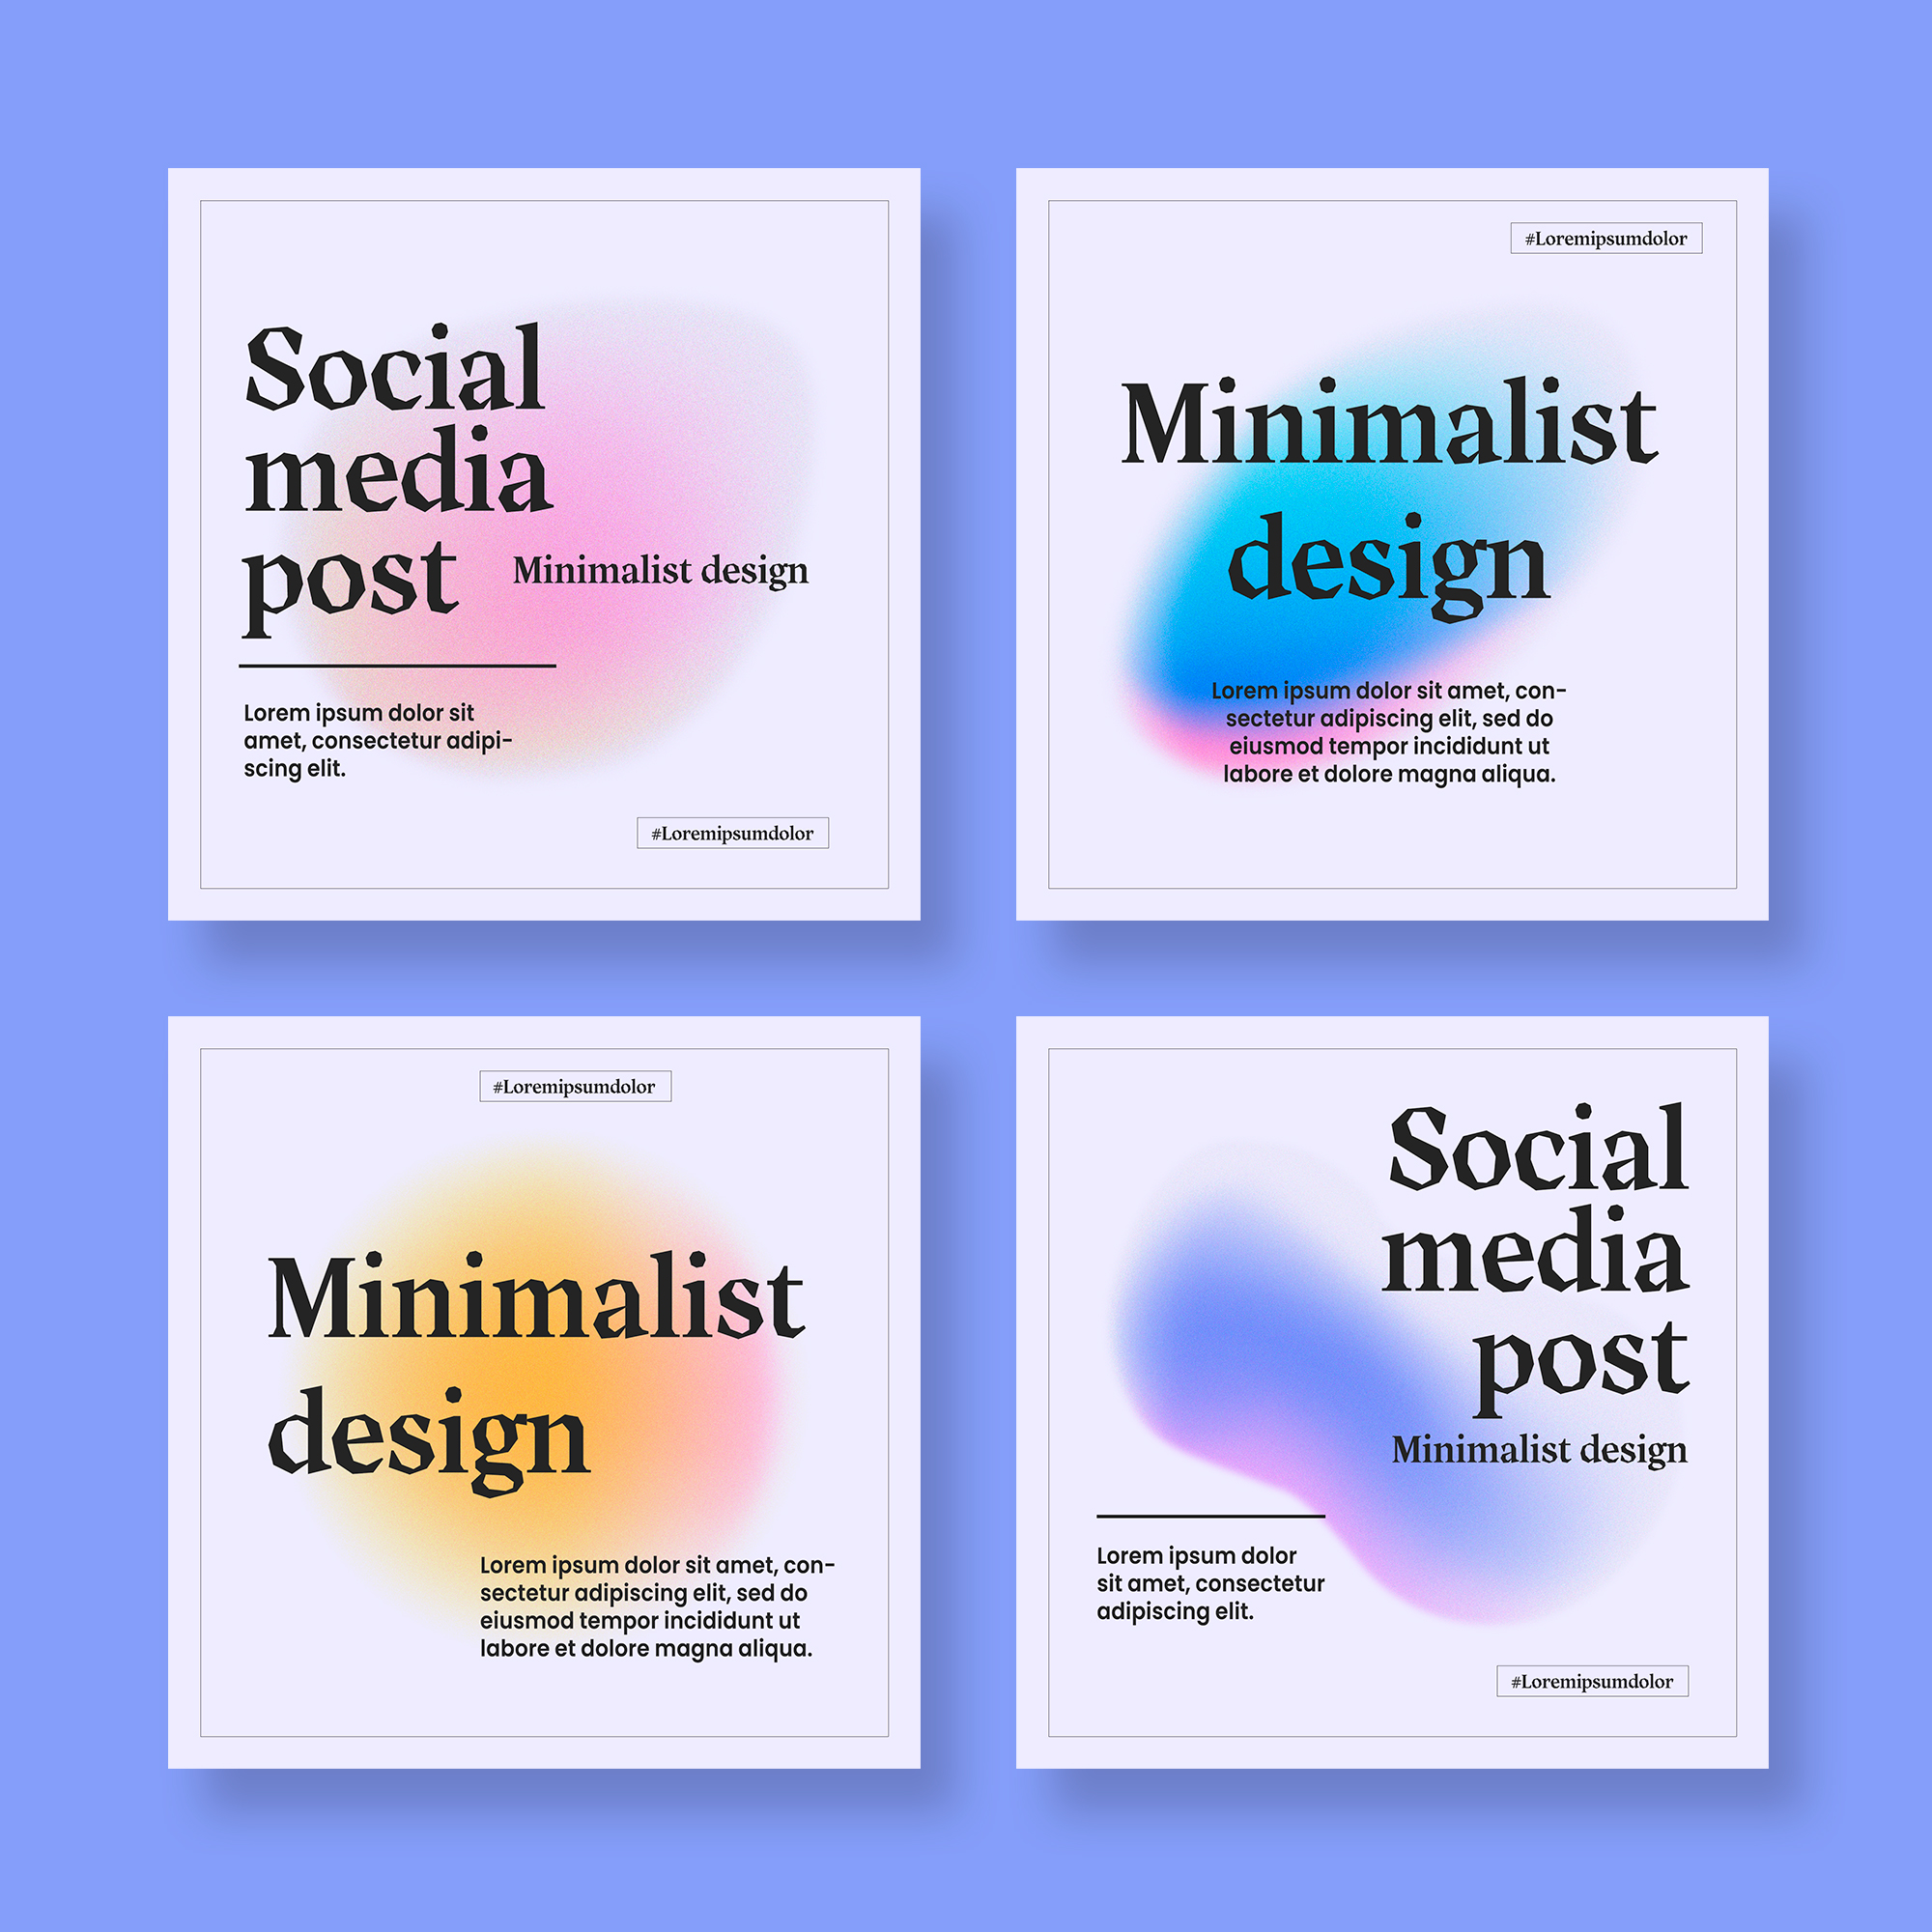 Social
media
post
Minimalist design
Lorem ipsum dolor sit
amet, consectetur adipi-
scing elit.
#Loremipsumdolor
#Loremipsumdolor
Minimalist
design
Lorem ipsum dolor sit amet, con-
sectetur adipiscing elit, sed do
eiusmod tempor incididunt ut
labore et dolore magna aliqua.
#Loremipsumdolor
Minimalist
design
Lorem ipsum dolor sit amet, con-
sectetur adipiscing elit, sed do
eiusmod tempor incididunt ut
labore et dolore magna aliqua.
Social
media
post
Minimalist design
Lorem ipsum dolor
sit amet, consectetur
adipiscing elit.
#Loremipsumdolor